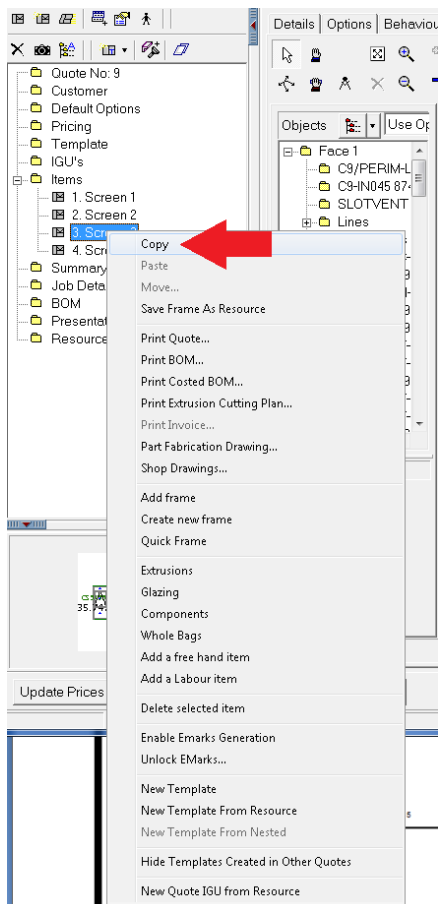 Details Options Behaviou
Quote No: 9
Customer
Default Options
Pricing
Template
IGU's
Items
1. Screen 1
2. Screen 2
3. Scr
4. Scr
Summary
Job Deta
BOM
Presentat
Resource
Objects Use Op
Face 1
C9/PERIM-L
C9-IN045 874
SLOTVENT
Lines
Copy
Paste
Move...
Save Frame As Resource
Print Quote...
Print BOM...
Print Costed BOM...
Print Extrusion Cutting Plan...
Print Invoice...
Part Fabrication Drawing...
Shop Drawings...
Add frame
Create new frame
Quick Frame
Extrusions
Glazing
Components
Whole Bags
Add a free hand item
Add a Labour item
Delete selected item
Enable Emarks Generation
Unlock EMarks...
New Template
New Template From Resource
New Template From Nested
Hide Templates Created in Other Quotes
New Quote IGU from Resource
Update Prices